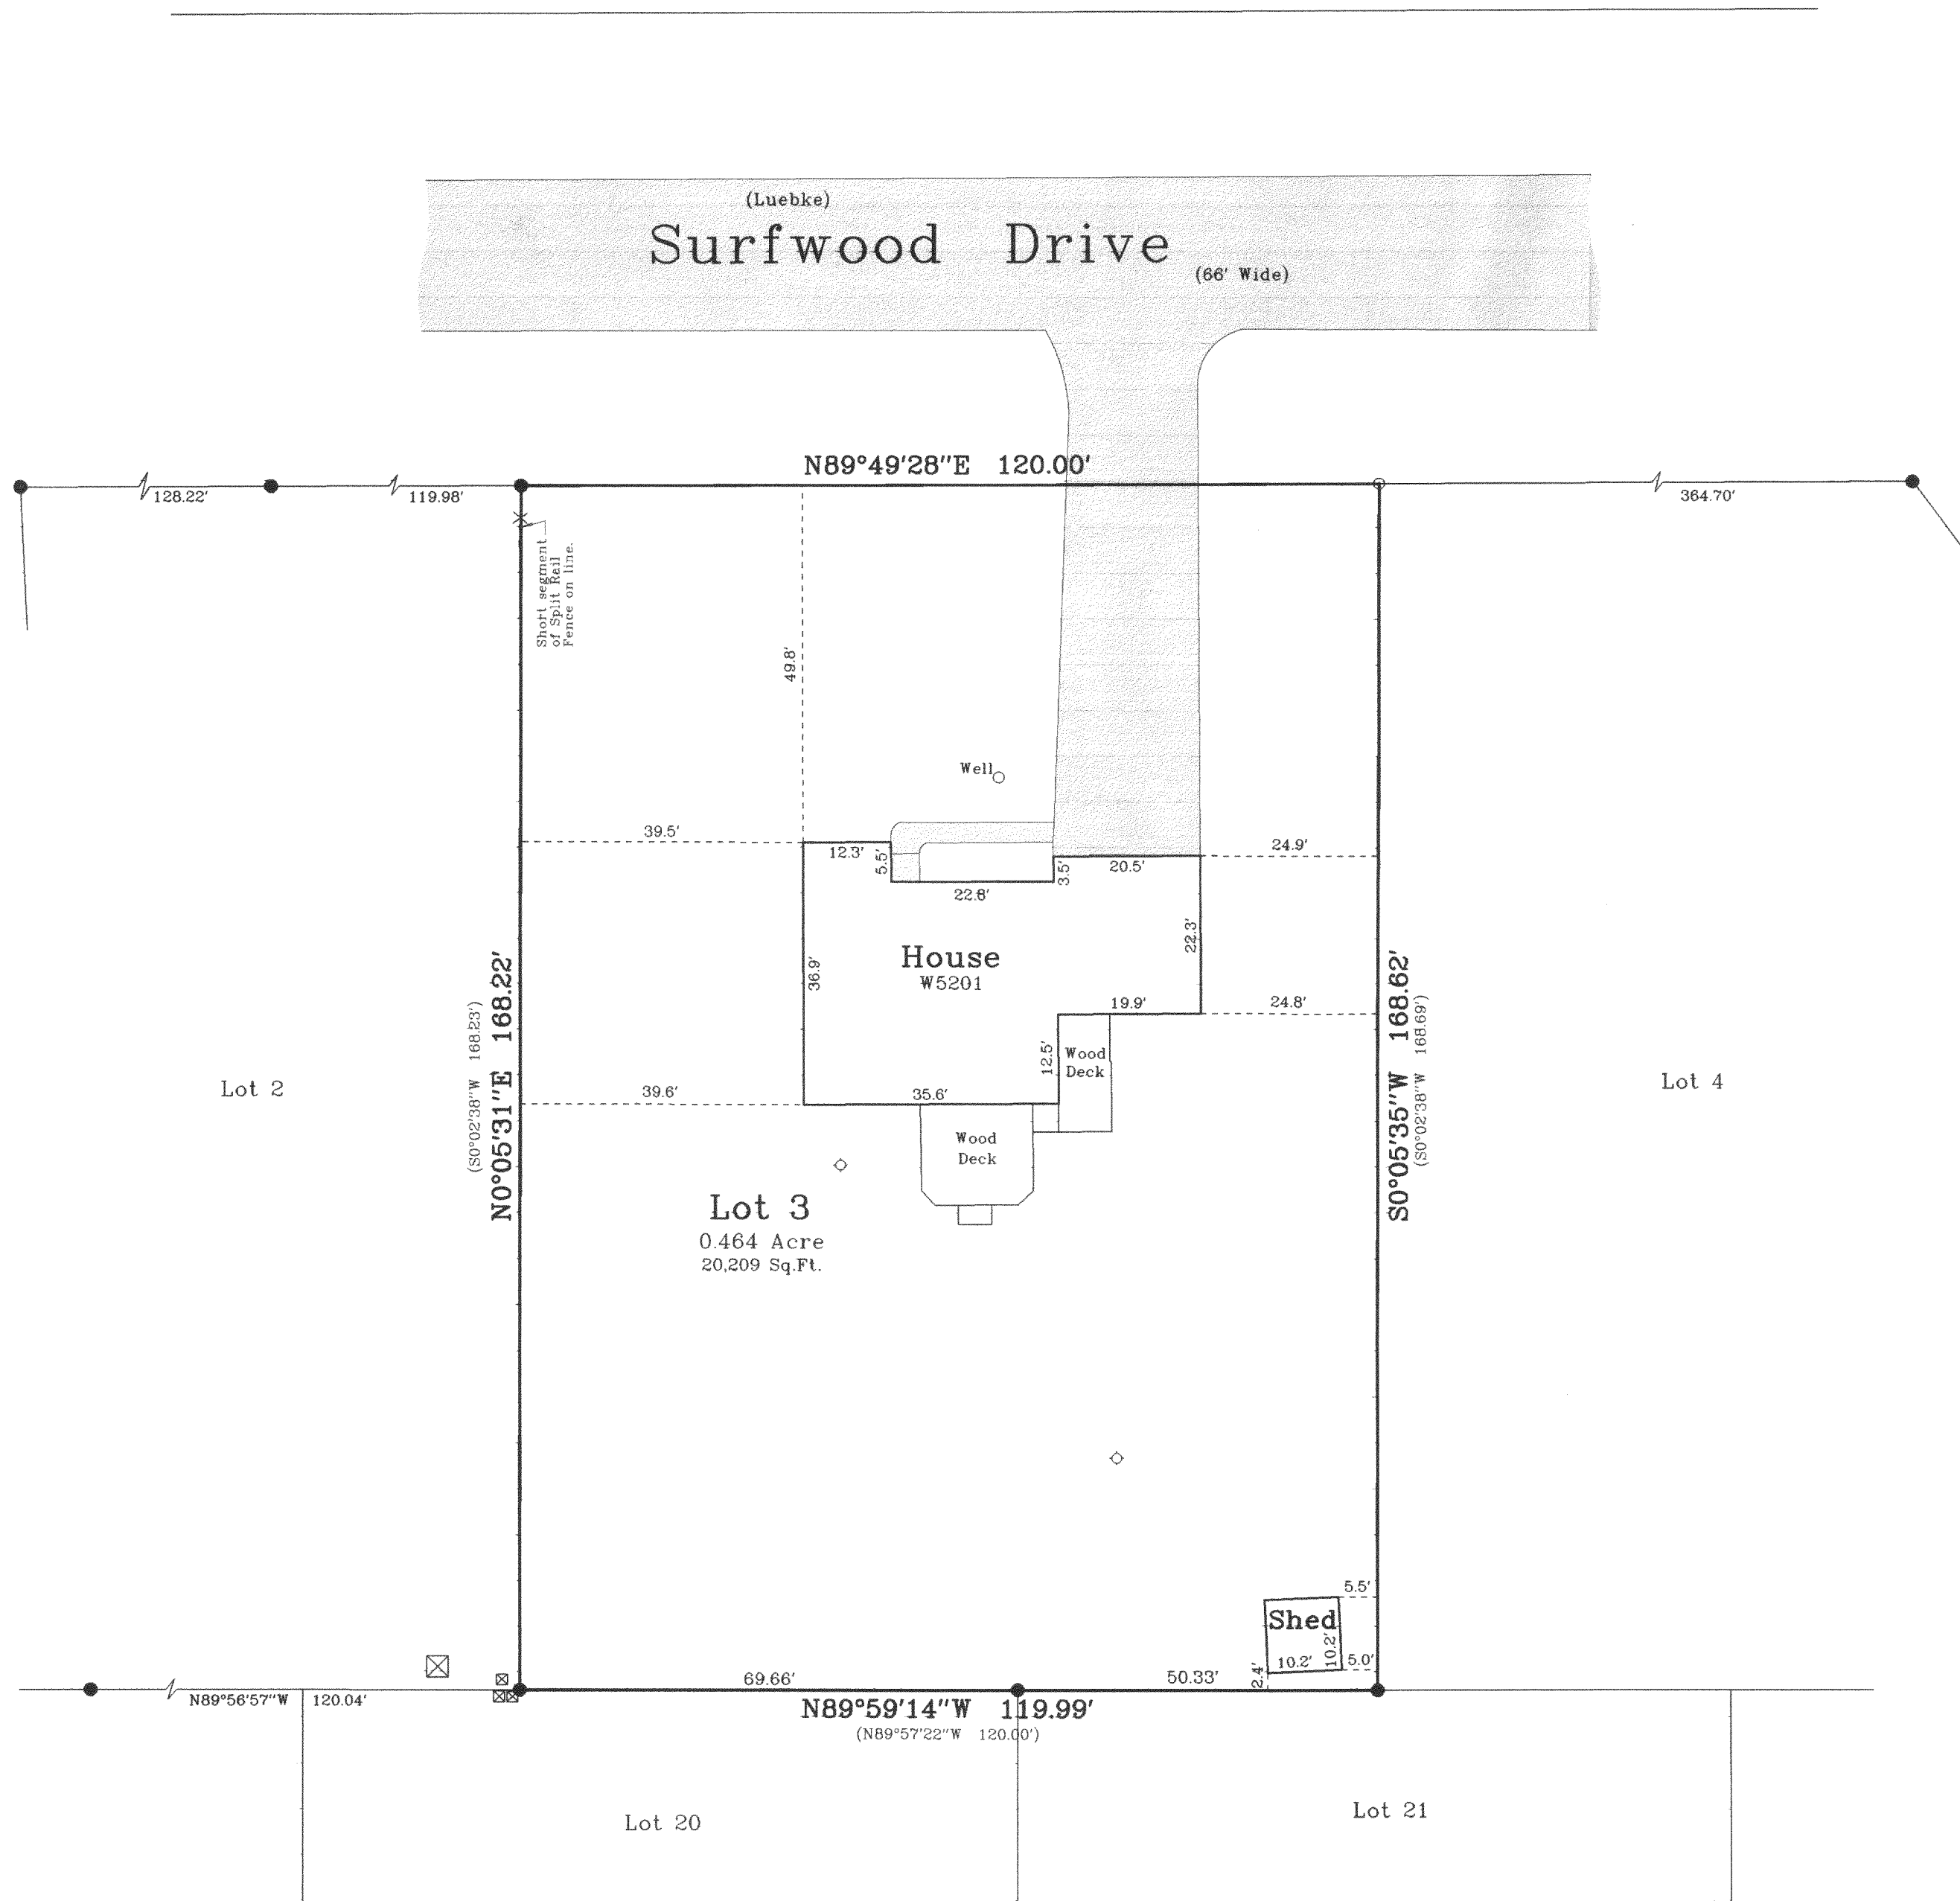 (Luebke)
Surfwood Drive
(66' Wide)
N89°49'28"E 120.00'
128.22'
119.98'
364.70'
Short segment
of Split Rail
Fence on line.
49.8'
Well
39.5'
12.3'
5.5'
22.8'
3.5'
20.5'
24.9'
House
W5201
36.9'
22.3'
19.9'
24.8'
12.5'
Wood
Deck
39.6'
35.6'
Wood
Deck
N0°05'31"E 168.22'
(S0°02'38"W 168.23')
S0°05'35"W 168.62'
(S0°02'38"W 168.69')
Lot 2
Lot 4
Lot 3
0.464 Acre
20,209 Sq.Ft.
5.5'
Shed
10.2'
10.2'
5.0'
2.4'
69.66'
50.33'
N89°56'57"W 120.04'
N89°59'14"W 119.99'
(N89°57'22"W 120.00')
Lot 20
Lot 21